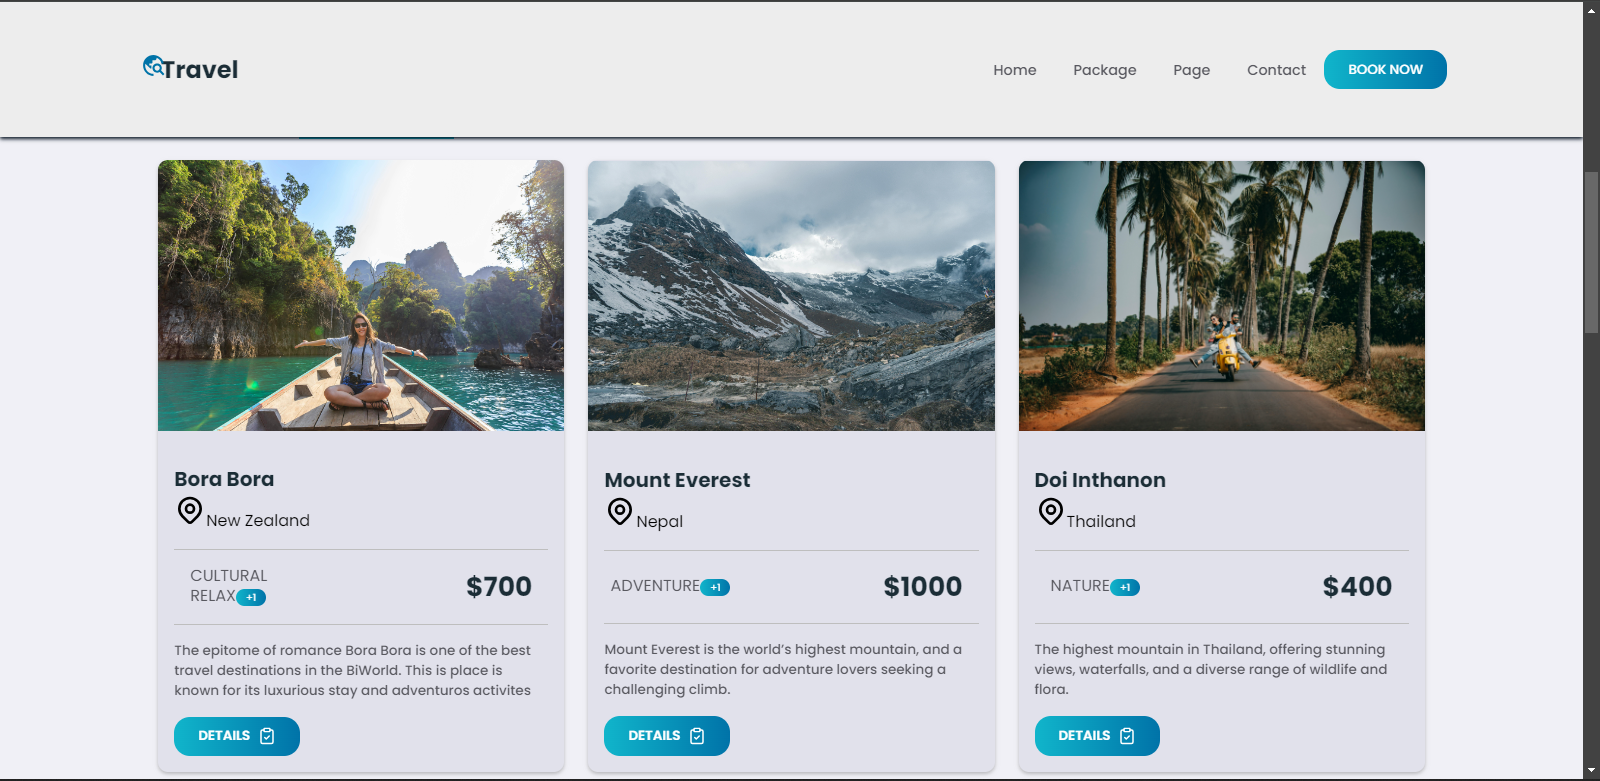 Travel
Home
Package
Page
Contact
BOOK NOW
Bora Bora
New Zealand
CULTURAL
RELAX +1
$700
The epitome of romance Bora Bora is one of the best
travel destinations in the BiWorld. This is place is
known for its luxurious stay and adventuros activites
DETAILS
Mount Everest
Nepal
ADVENTURE +1
$1000
Mount Everest is the world's highest mountain, and a
favorite destination for adventure lovers seeking a
challenging climb.
DETAILS
Doi Inthanon
Thailand
NATURE +1
$400
The highest mountain in Thailand, offering stunning
views, waterfalls, and a diverse range of wildlife and
flora.
DETAILS